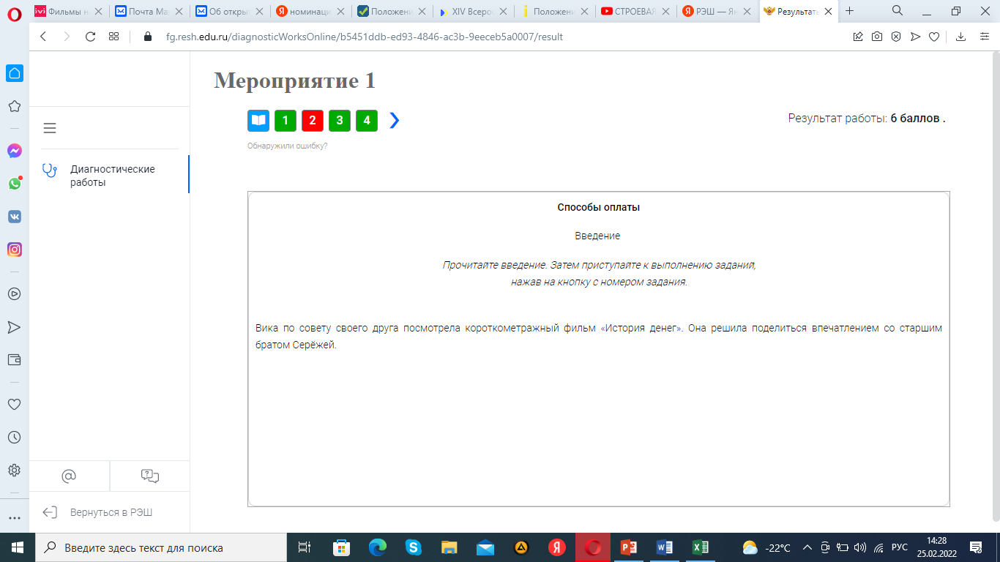 Фильмы н
Почта Ма
Об откры
номинаци
Положени
XIV Всеро
Положени
СТРОЕВАЯ
РЭШ — Ян
Результать
fg.resh.edu.ru/diagnosticWorksOnline/b5451ddb-ed93-4846-ac3b-9eeceb5a0007/result
Мероприятие 1
1 2 3 4
Результат работы: 6 баллов .
Обнаружили ошибку?
Диагностические
работы
Способы оплаты
Введение
Прочитайте введение. Затем приступайте к выполнению заданий,
нажав на кнопку с номером задания.
Вика по совету своего друга посмотрела короткометражный фильм «История денег». Она решила поделиться впечатлением со старшим
братом Серёжей.
Вернуться в РЭШ
Введите здесь текст для поиска
-22°C
РУС
14:28
25.02.2022